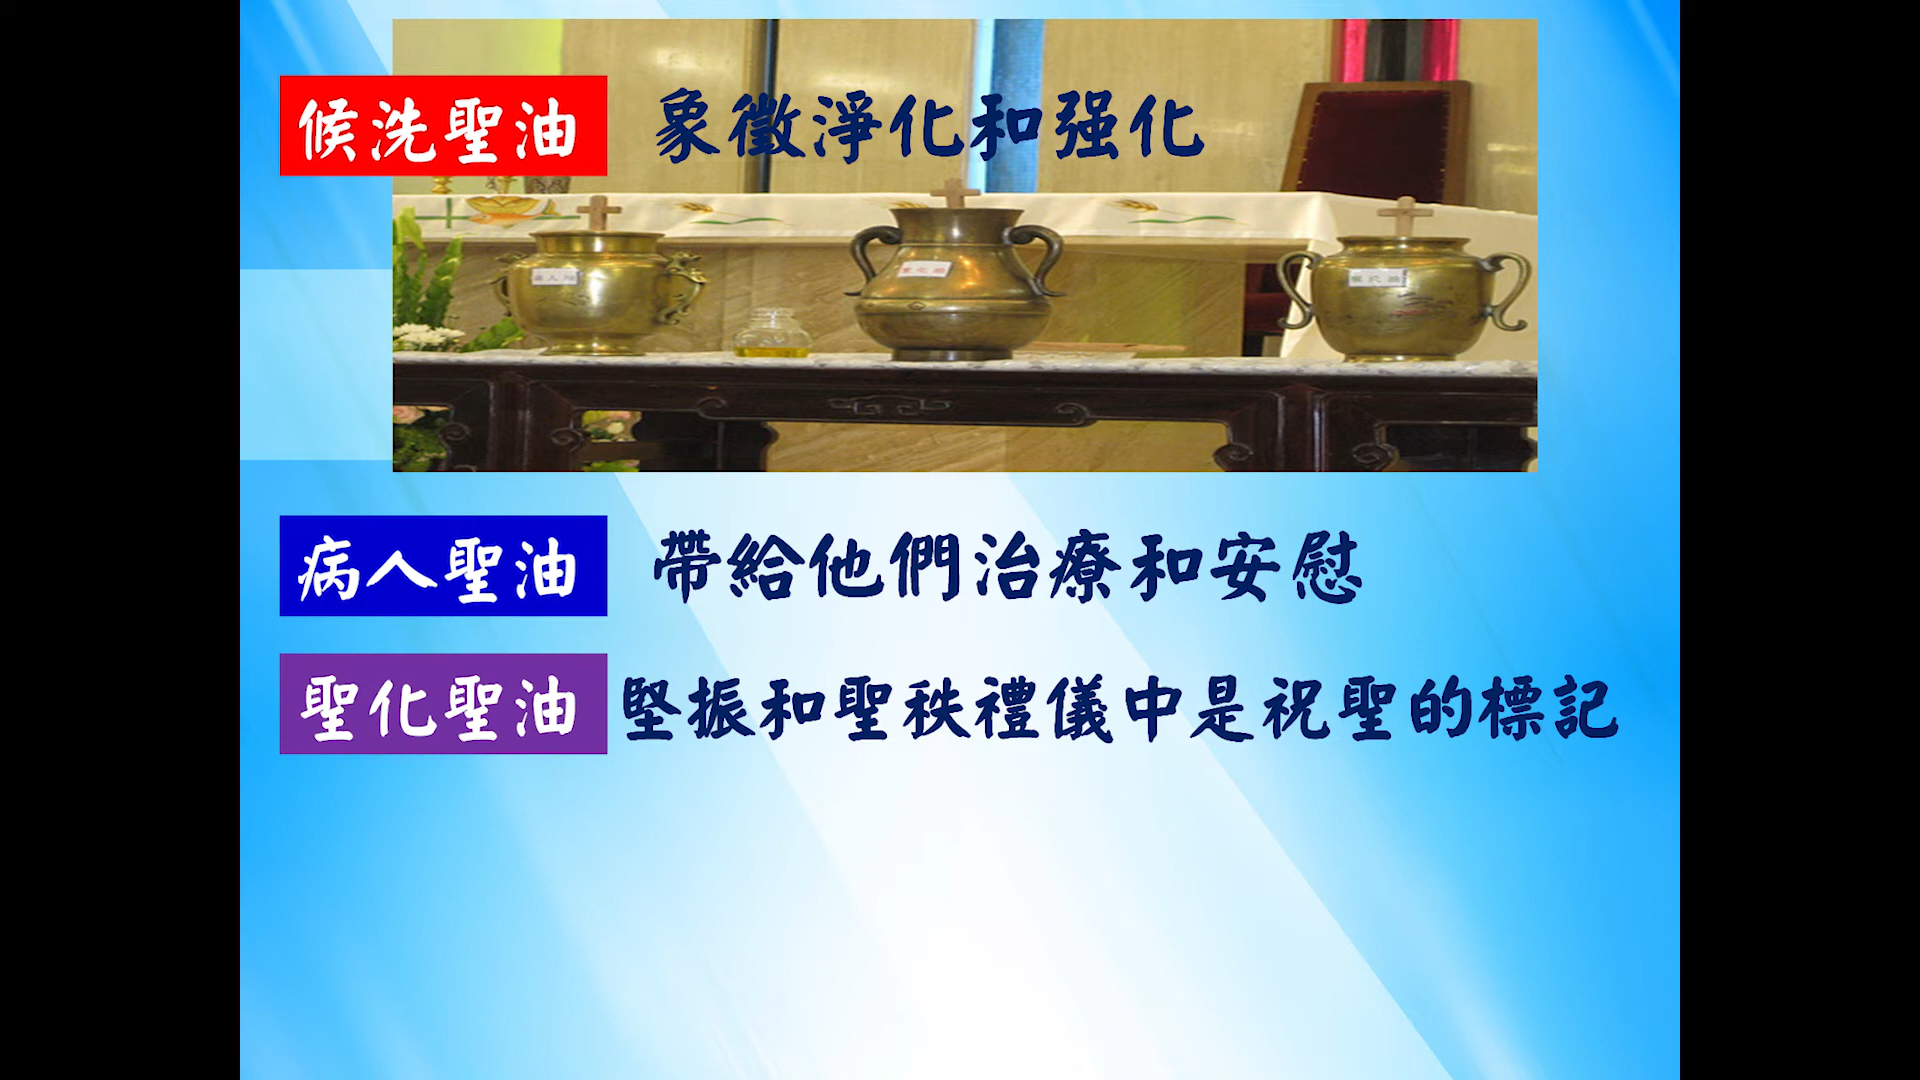 候洗聖油 象徵淨化和强化
病人聖油 帶給他們治療和安慰
聖化聖油 堅振和聖秩禮儀中是祝聖的標記